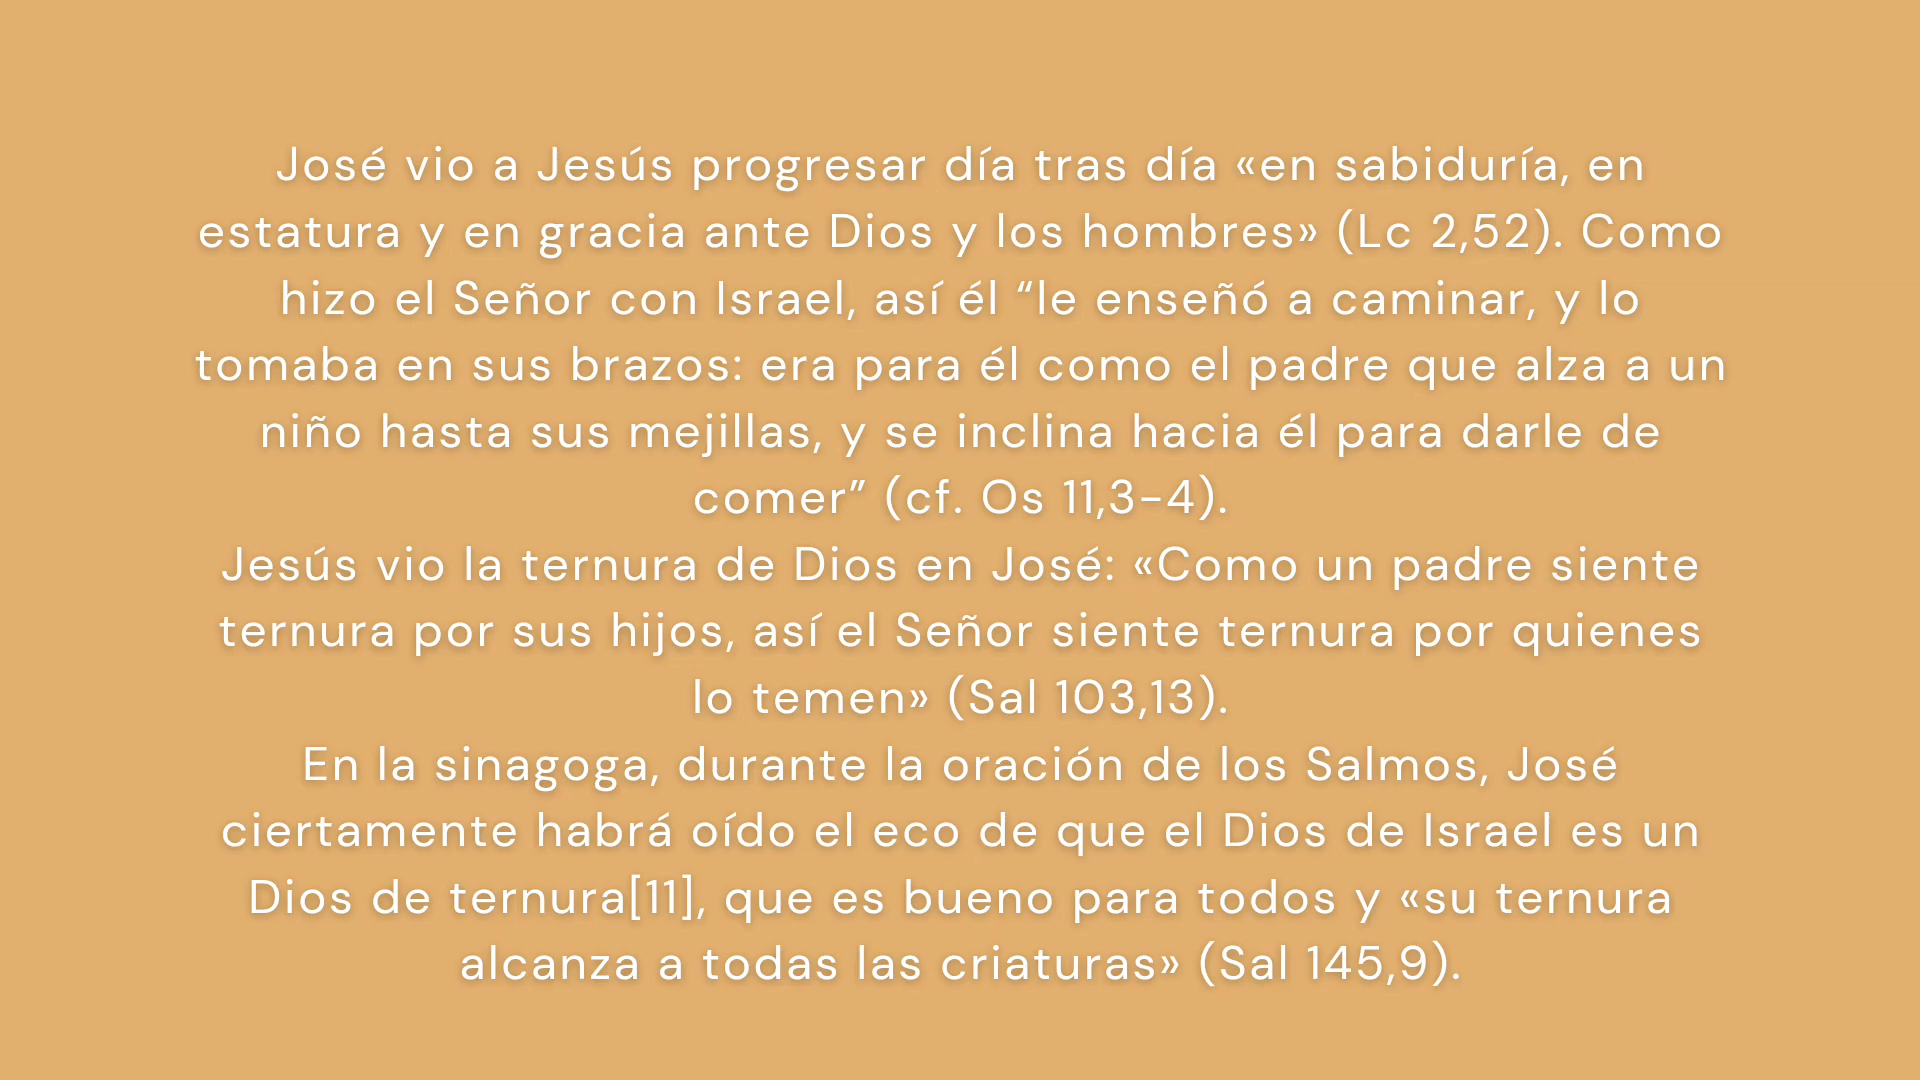 José vio a Jesús progresar día tras día «en sabiduría, en
estatura y en gracia ante Dios y los hombres» (Lc 2,52). Como
hizo el Señor con Israel, así él “le enseñó a caminar, y lo
tomaba en sus brazos: era para él como el padre que alza a un
niño hasta sus mejillas, y se inclina hacia él para darle de
comer” (cf. Os 11,3-4).
Jesús vio la ternura de Dios en José: «Como un padre siente
ternura por sus hijos, así el Señor siente ternura por quienes
lo temen» (Sal 103,13).
En la sinagoga, durante la oración de los Salmos, José
ciertamente habrá oído el eco de que el Dios de Israel es un
Dios de ternura[11], que es bueno para todos y «su ternura
alcanza a todas las criaturas» (Sal 145,9).